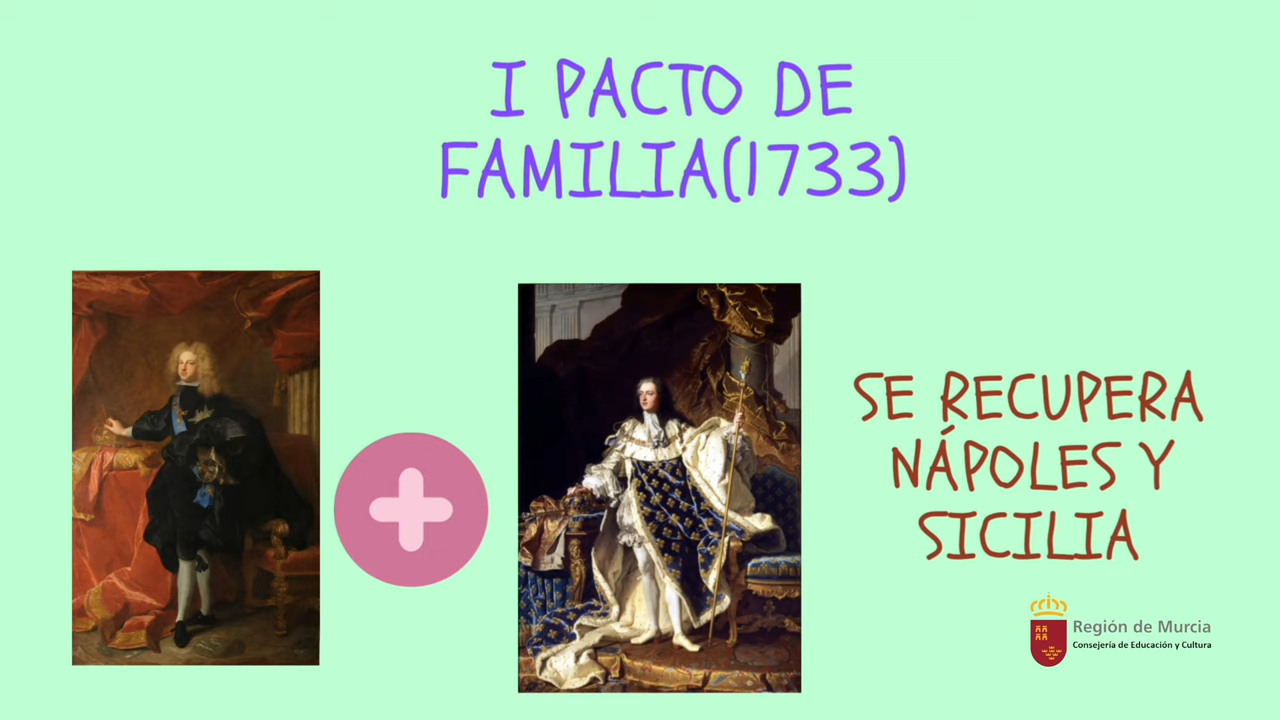 I PACTO DE
FAMILIA(1733)
SE RECUPERA
NÁPOLES Y
SICILIA
Región de Murcia
Consejería de Educación y Cultura